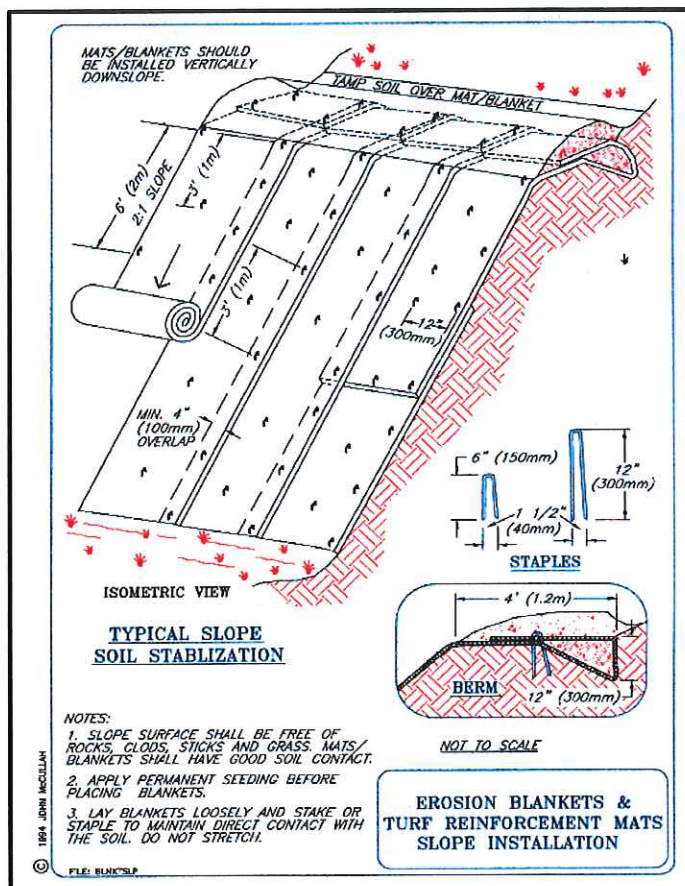 MATS/BLANKETS SHOULD
BE INSTALLED VERTICALLY
DOWNSLOPE.
TAMP SOIL OVER MAT/BLANKET
6' (2m)
2:1 SLOPE
3' (1m)
3' (1m)
12"
(300mm)
MIN. 4"
(100mm)
OVERLAP
6" (150mm)
12"
(300mm)
1 1/2"
(40mm)
STAPLES
ISOMETRIC VIEW
TYPICAL SLOPE
SOIL STABLIZATION
4' (1.2m)
BERM
12" (300mm)
NOT TO SCALE
NOTES:
1. SLOPE SURFACE SHALL BE FREE OF
ROCKS, CLODS, STICKS AND GRASS. MATS/
BLANKETS SHALL HAVE GOOD SOIL CONTACT.
2. APPLY PERMANENT SEEDING BEFORE
PLACING BLANKETS.
3. LAY BLANKETS LOOSELY AND STAKE OR
STAPLE TO MAINTAIN DIRECT CONTACT WITH
THE SOIL. DO NOT STRETCH.
EROSION BLANKETS &
TURF REINFORCEMENT MATS
SLOPE INSTALLATION
© 1994 JOHN McCULLAH
FILE: BLNK~SLP